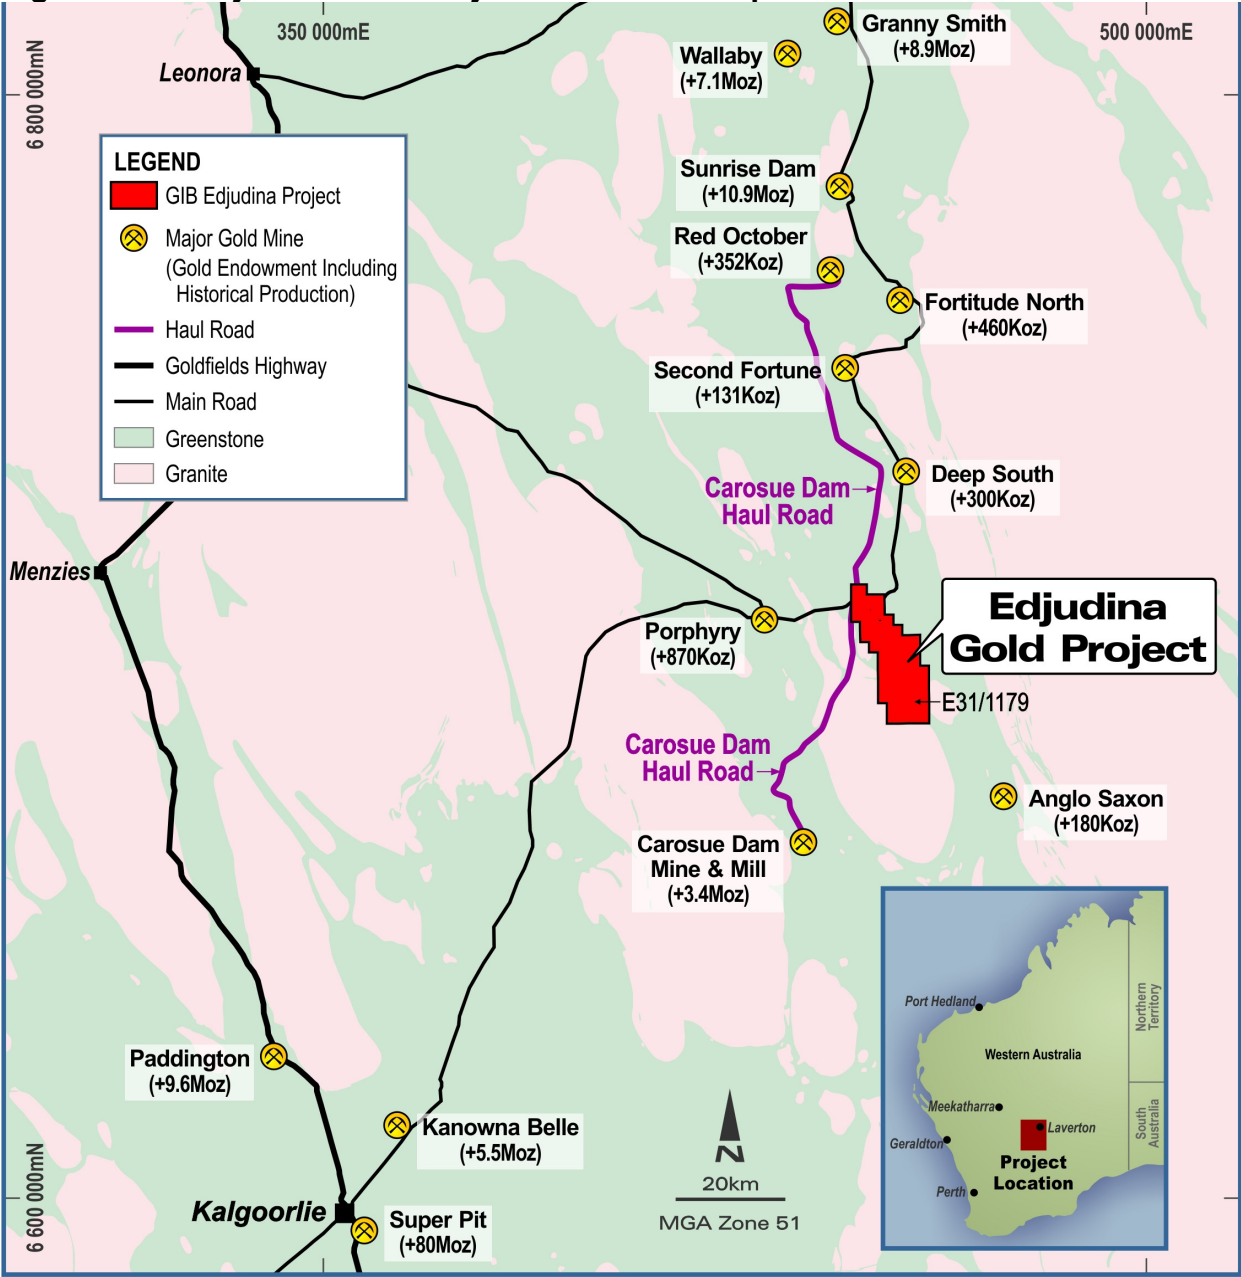 350 000mE
500 000mE
6 800 000mN
6 600 000mN
Leonora
Granny Smith
(+8.9Moz)
Wallaby
(+7.1Moz)
LEGEND
GIB Edjudina Project
Major Gold Mine
(Gold Endowment Including
Historical Production)
Haul Road
Goldfields Highway
Main Road
Greenstone
Granite
Sunrise Dam
(+10.9Moz)
Red October
(+352Koz)
Fortitude North
(+460Koz)
Second Fortune
(+131Koz)
Deep South
(+300Koz)
Carosue Dam
Haul Road
Menzies
Edjudina
Gold Project
Porphyry
(+870Koz)
E31/1179
Carosue Dam
Haul Road
Anglo Saxon
(+180Koz)
Carosue Dam
Mine & Mill
(+3.4Moz)
Paddington
(+9.6Moz)
Kanowna Belle
(+5.5Moz)
Kalgoorlie
Super Pit
(+80Moz)
N
20km
MGA Zone 51
Port Hedland
Northern
Territory
Western Australia
Meekatharra
Laverton
South
Australia
Geraldton
Project
Location
Perth